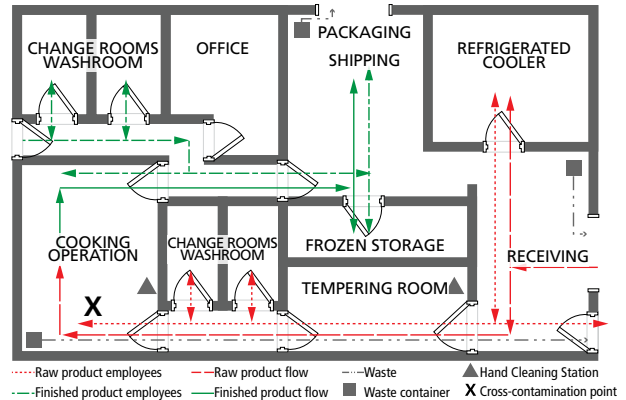 PACKAGING
CHANGE ROOMS
WASHROOM
OFFICE
SHIPPING
REFRIGERATED
COOLER
COOKING
OPERATION
CHANGE ROOMS
WASHROOM
FROZEN STORAGE
RECEIVING
TEMPERING ROOM
X
Raw product employees
Raw product flow
Waste
Hand Cleaning Station
Finished product employees
Finished product flow
Waste container
X Cross-contamination point